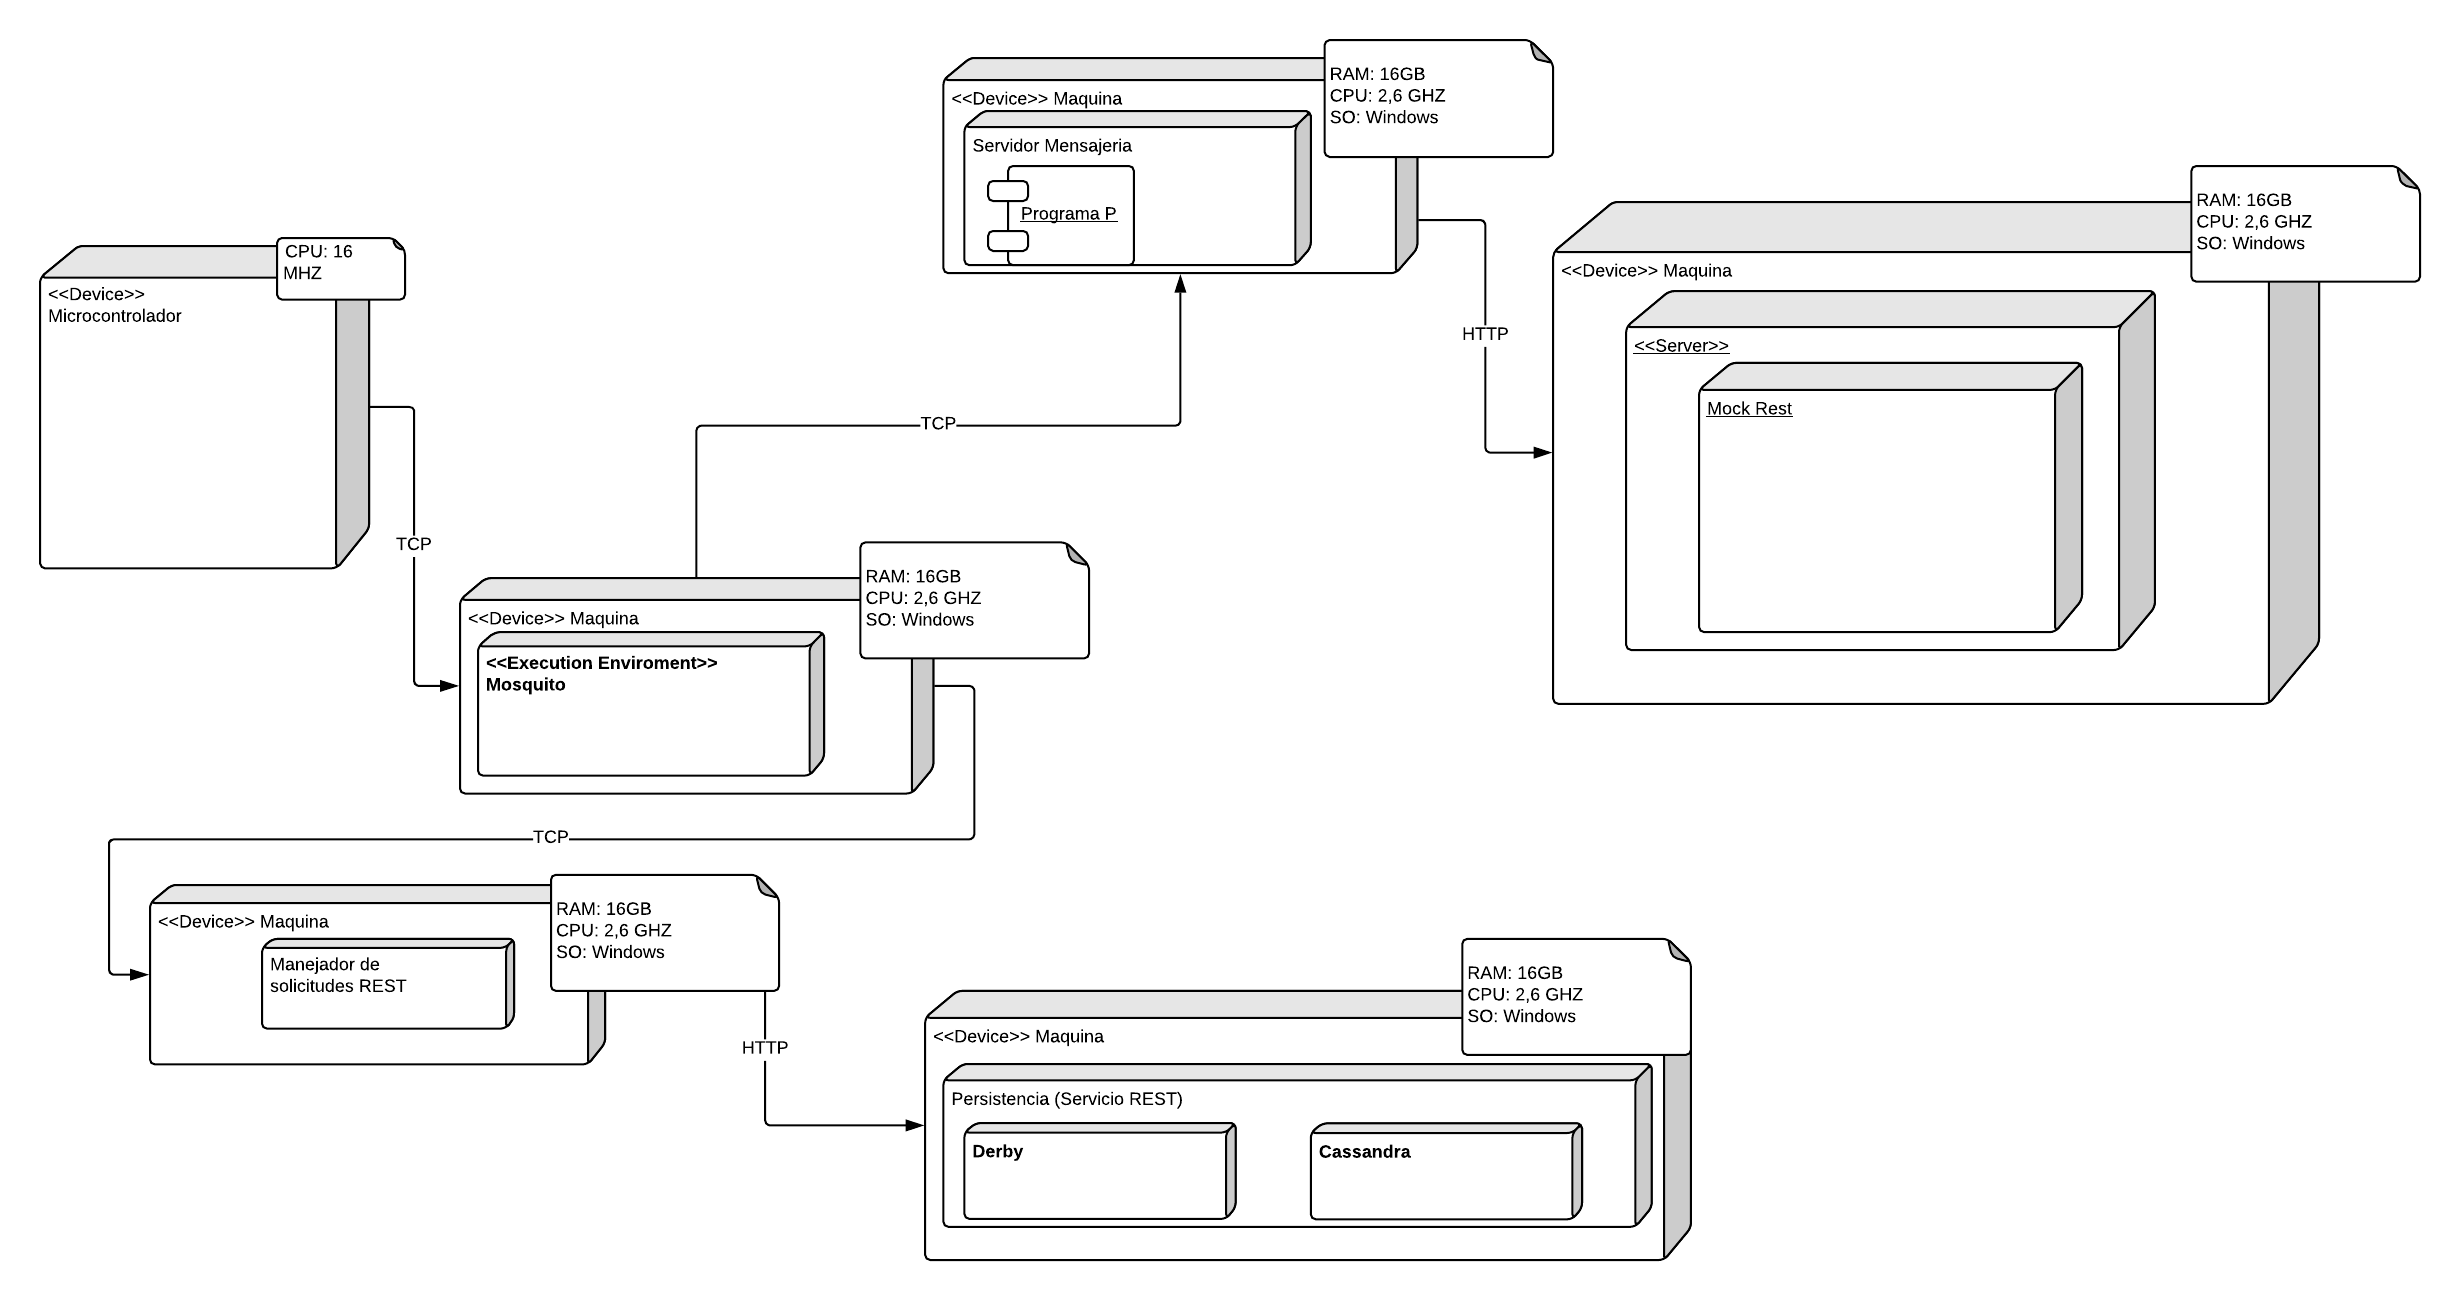 RAM: 16GB
CPU: 2,6 GHZ
SO: Windows
<<Device>> Maquina
Servidor Mensajeria
Programa P
RAM: 16GB
CPU: 2,6 GHZ
SO: Windows
<<Device>> Maquina
<<Server>>
Mock Rest
HTTP
CPU: 16
MHZ
<<Device>>
Microcontrolador
TCP
TCP
RAM: 16GB
CPU: 2,6 GHZ
SO: Windows
<<Device>> Maquina
<<Execution Enviroment>>
Mosquito
TCP
RAM: 16GB
CPU: 2,6 GHZ
SO: Windows
<<Device>> Maquina
Manejador de
solicitudes REST
HTTP
RAM: 16GB
CPU: 2,6 GHZ
SO: Windows
<<Device>> Maquina
Persistencia (Servicio REST)
Derby
Cassandra